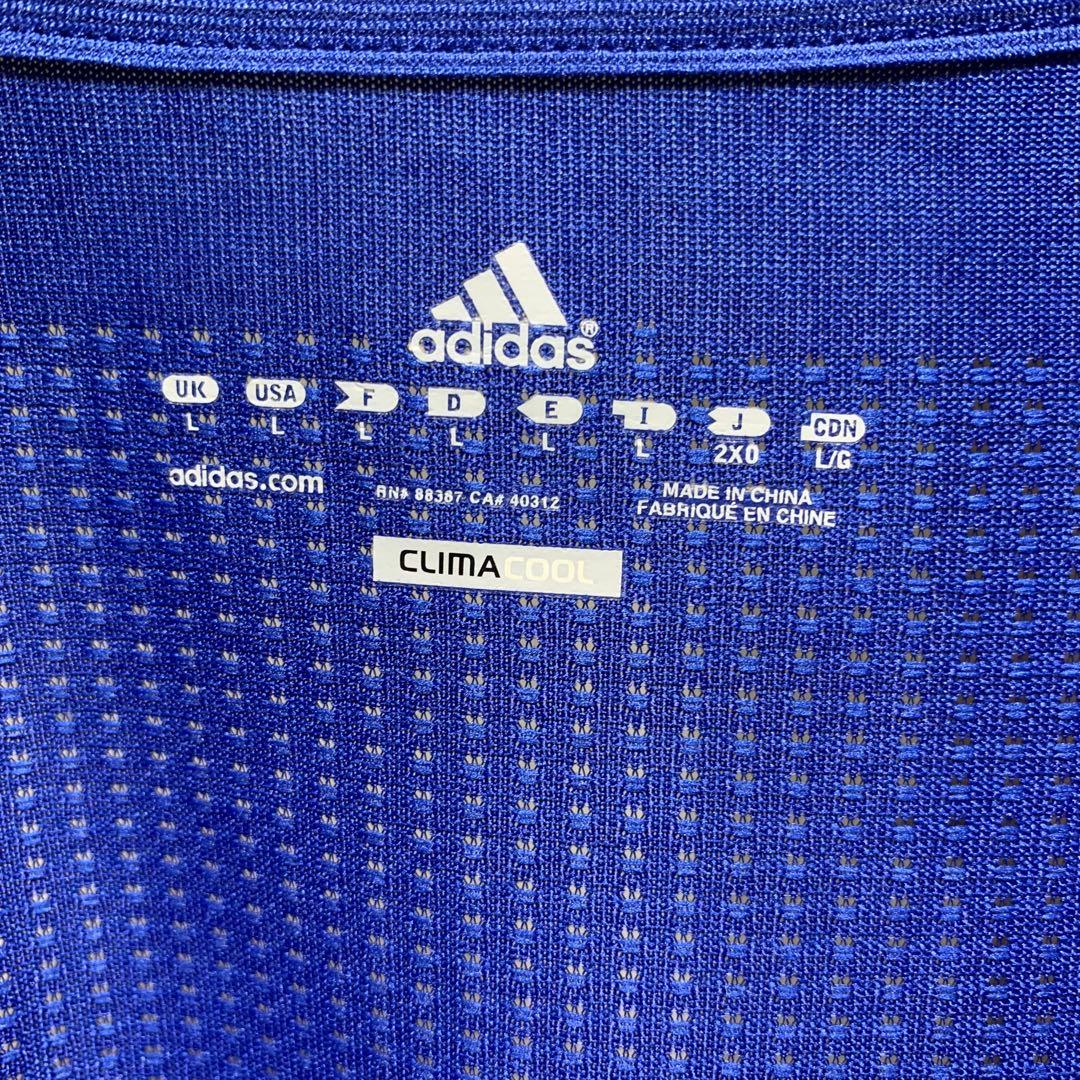 adidas®
UK USA F D E I J CDN
L L L L L L 2XO L/G
adidas.com RN# 88387 CA# 40312 MADE IN CHINA
FABRIQUÉ EN CHINE
CLIMACOOL